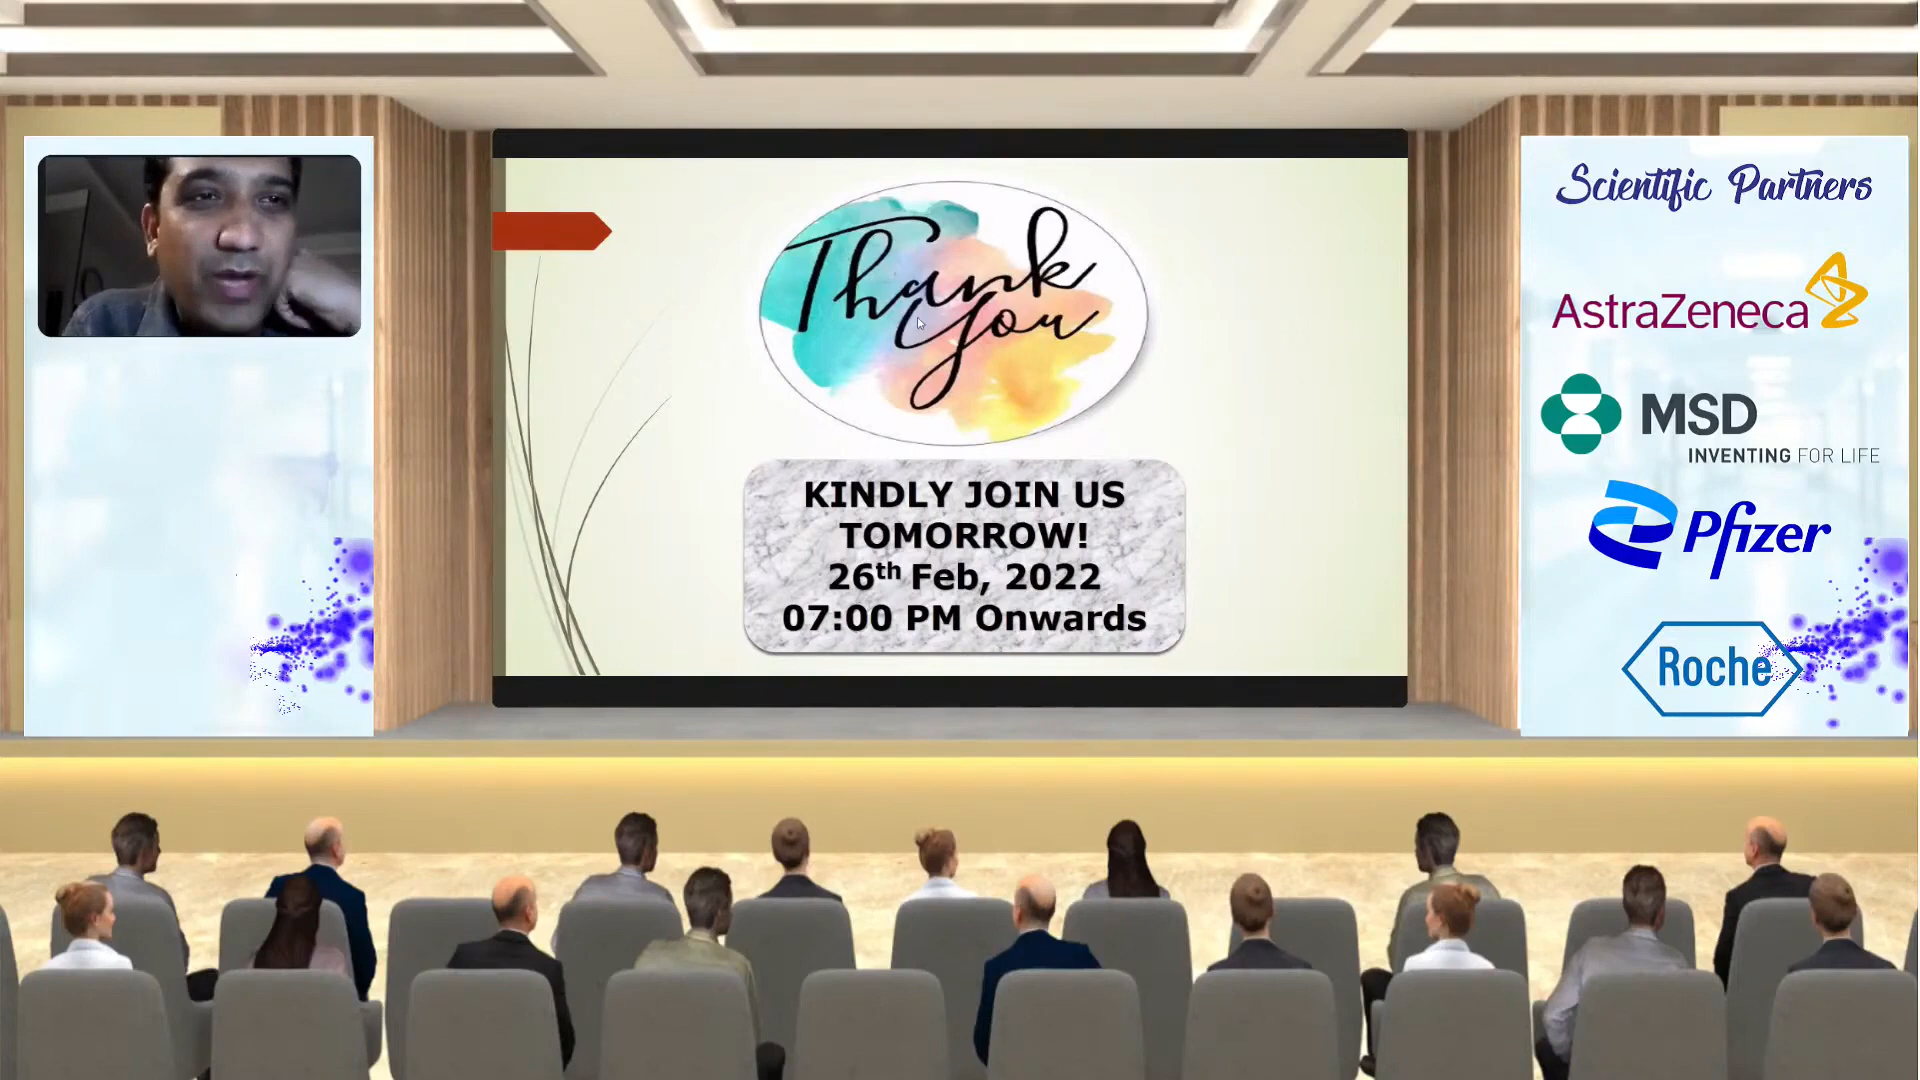 Thank
You
KINDLY JOIN US
TOMORROW!
26th Feb, 2022
07:00 PM Onwards
Scientific Partners
AstraZeneca
MSD
INVENTING FOR LIFE
Pfizer
Roche